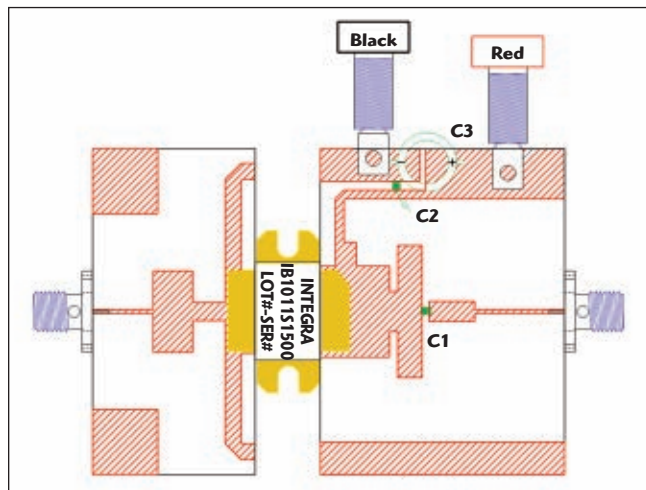 Black
Red
C3
- +
C2
INTEGRA
IB1011S1500
LOT#-SER#
C1